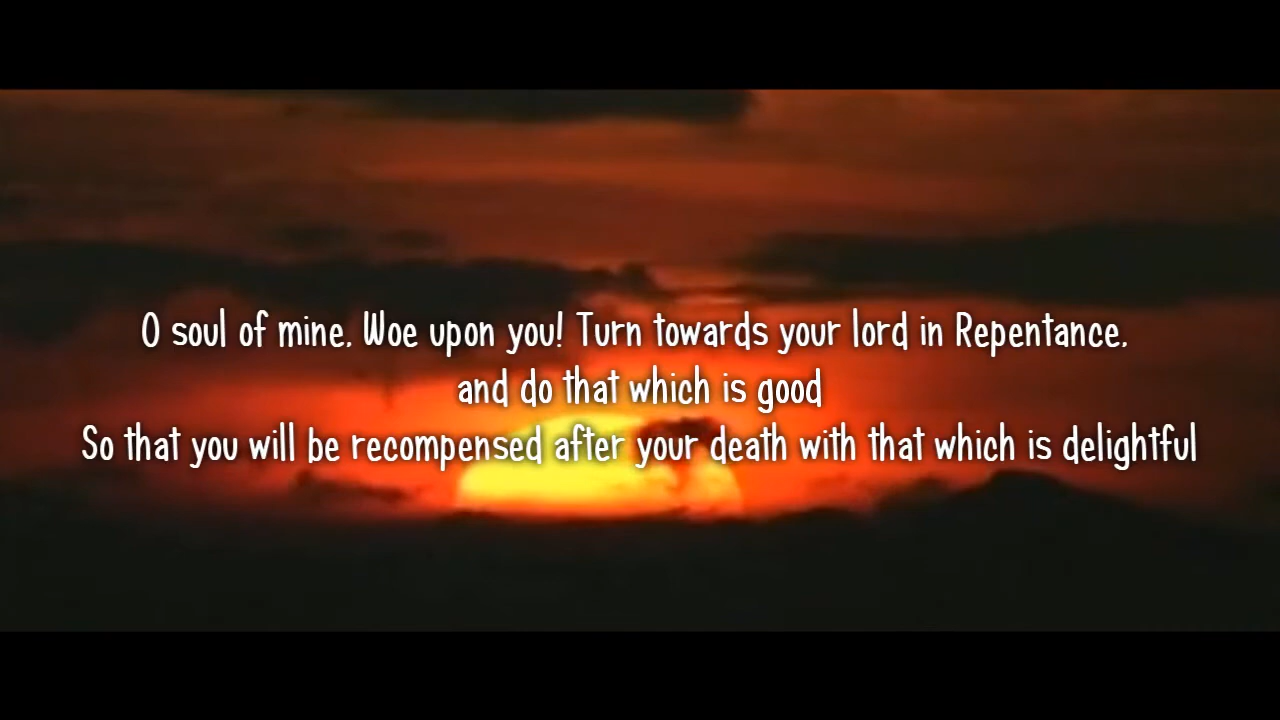 O soul of mine, Woe upon you! Turn towards your lord in Repentance,
and do that which is good
So that you will be recompensed after your death with that which is delightful